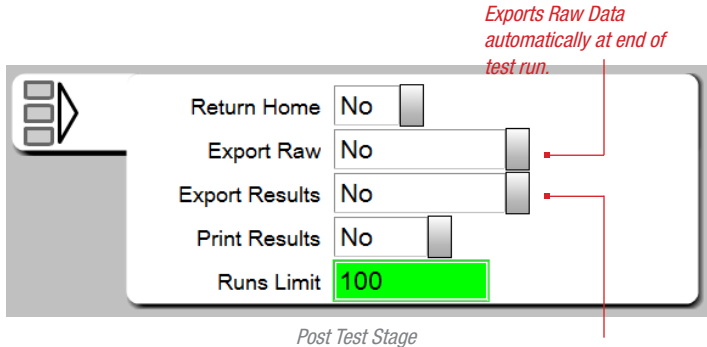 Exports Raw Data
automatically at end of
test run.
Return Home No
Export Raw No
Export Results No
Print Results No
Runs Limit 100
Post Test Stage